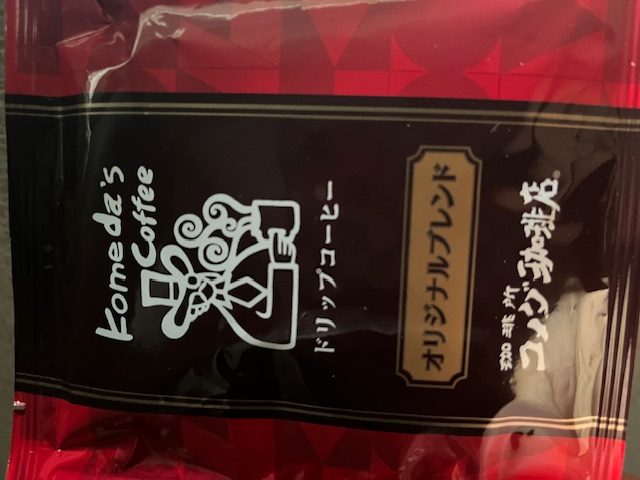 Komeda's
Coffee
ドリップコーヒー
オリジナルブレンド
珈琲所
コメダ珈琲店®